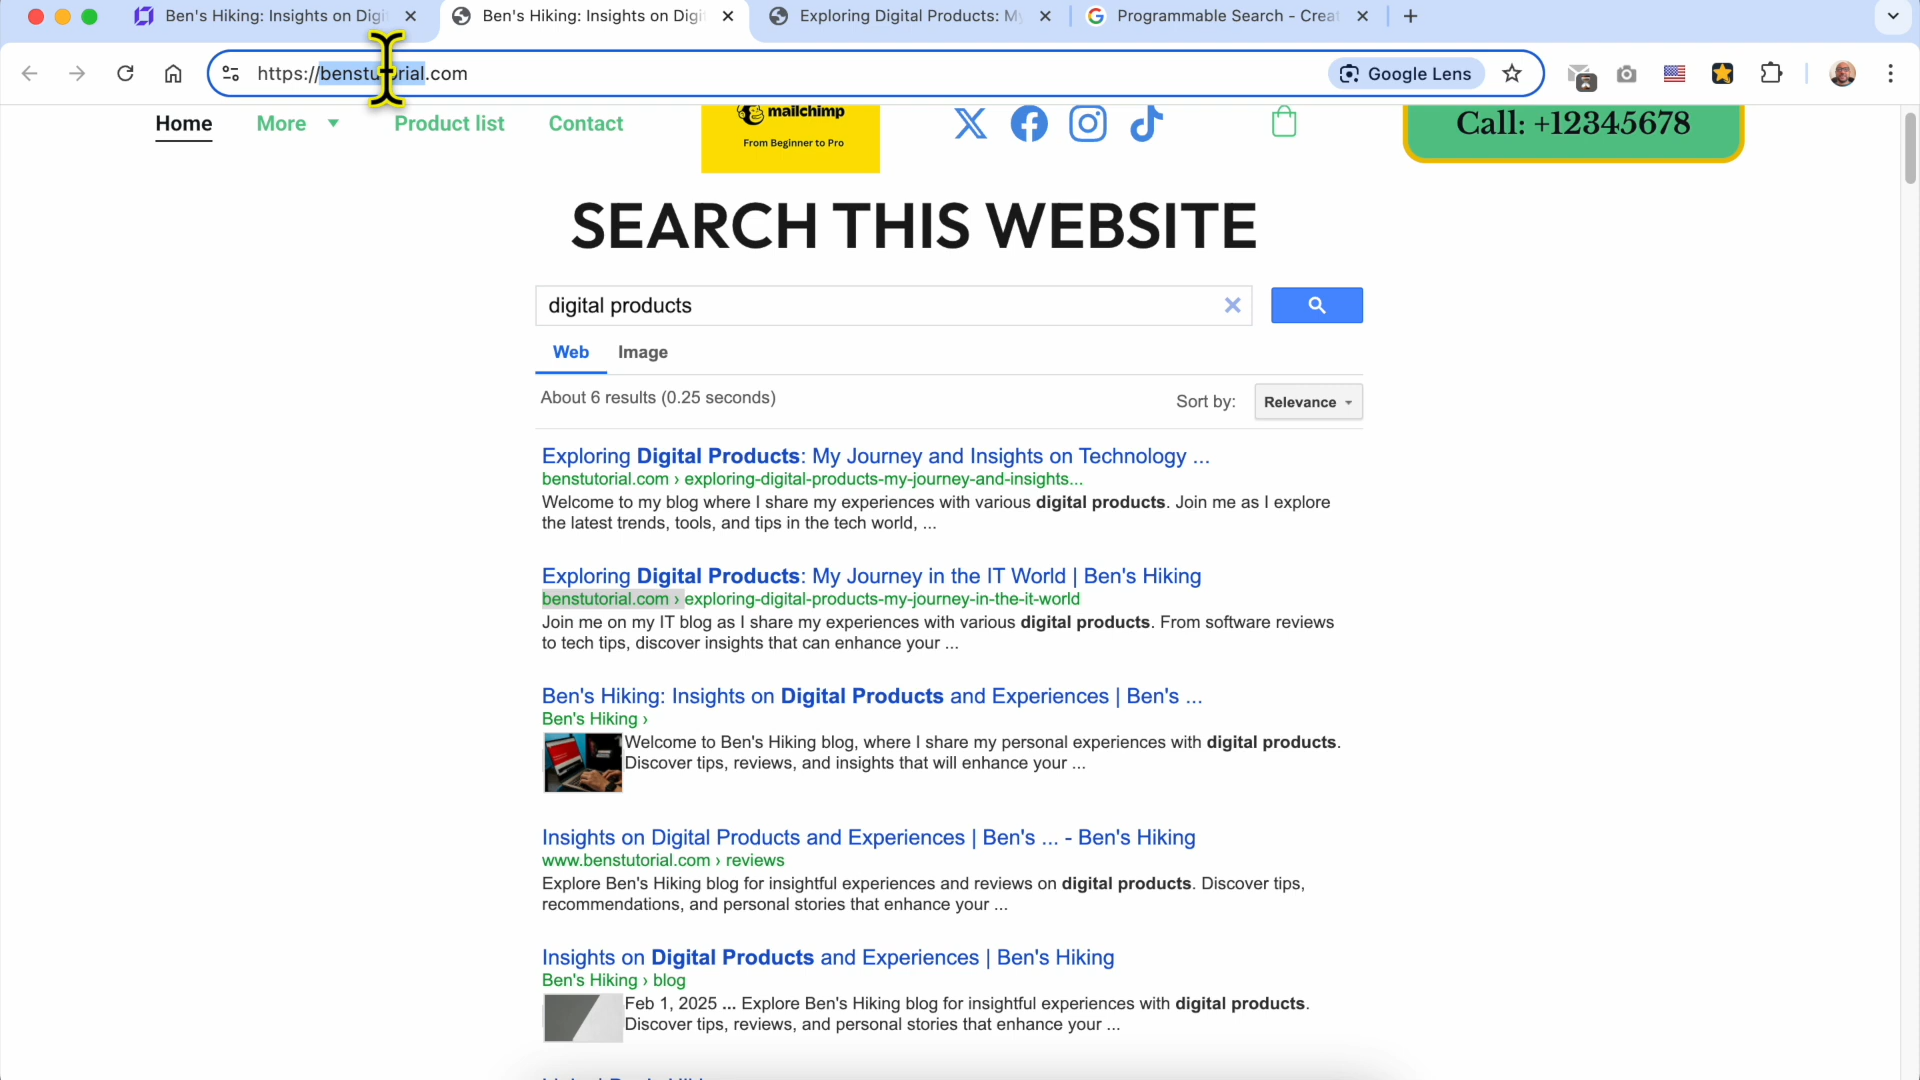 Ben's Hiking: Insights on Digi
Ben's Hiking: Insights on Digi
Exploring Digital Products: My
Programmable Search - Creat
https://benstutorial.com
Google Lens
Home
More
Product list
Contact
mailchimp
From Beginner to Pro
Call: +12345678
SEARCH THIS WEBSITE
digital products
Web
Image
About 6 results (0.25 seconds)
Sort by:
Relevance
Exploring Digital Products: My Journey and Insights on Technology ...
benstutorial.com › exploring-digital-products-my-journey-and-insights...
Welcome to my blog where I share my experiences with various digital products. Join me as I explore
the latest trends, tools, and tips in the tech world, ...
Exploring Digital Products: My Journey in the IT World | Ben's Hiking
benstutorial.com › exploring-digital-products-my-journey-in-the-it-world
Join me on my IT blog as I share my experiences with various digital products. From software reviews
to tech tips, discover insights that can enhance your ...
Ben's Hiking: Insights on Digital Products and Experiences | Ben's ...
Ben's Hiking ›
Welcome to Ben's Hiking blog, where I share my personal experiences with digital products.
Discover tips, reviews, and insights that will enhance your ...
Insights on Digital Products and Experiences | Ben's ... - Ben's Hiking
www.benstutorial.com › reviews
Explore Ben's Hiking blog for insightful experiences and reviews on digital products. Discover tips,
recommendations, and personal stories that enhance your ...
Insights on Digital Products and Experiences | Ben's Hiking
Ben's Hiking › blog
Feb 1, 2025 ... Explore Ben's Hiking blog for insightful experiences with digital products.
Discover tips, reviews, and personal stories that enhance your ...